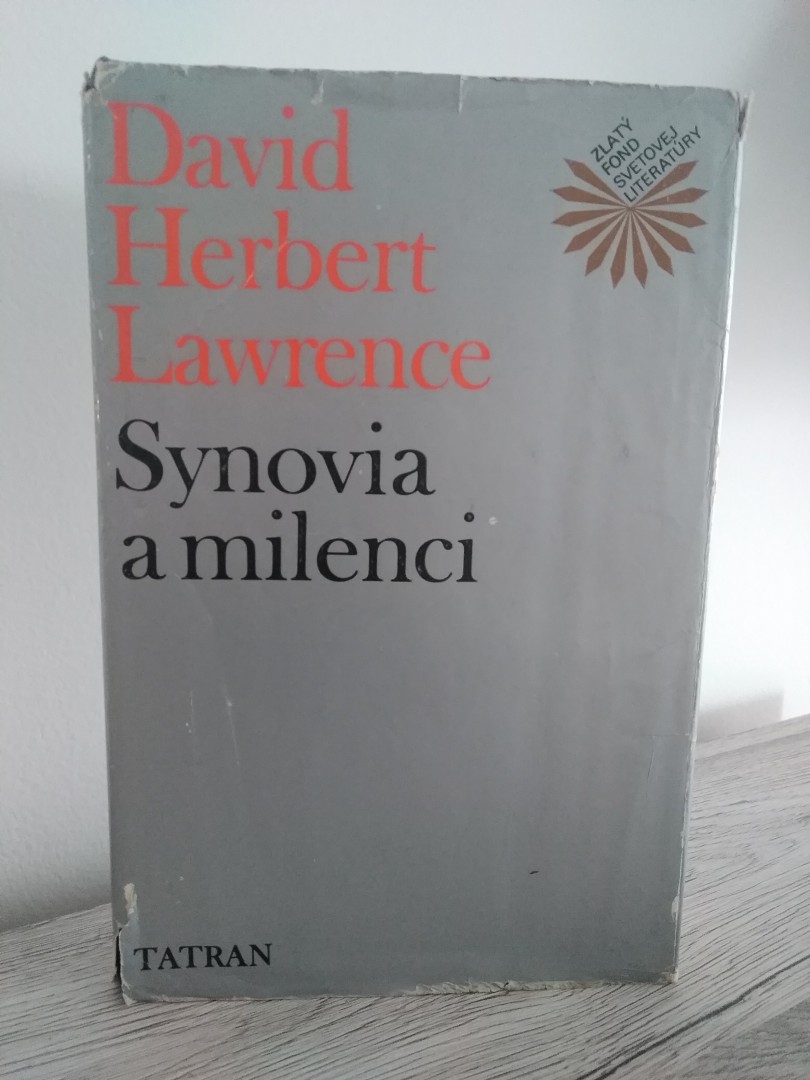 David
Herbert
Lawrence
Synovia
a milenci
ZLATÝ
FOND
SVETOVEJ
LITERATÚRY
TATRAN